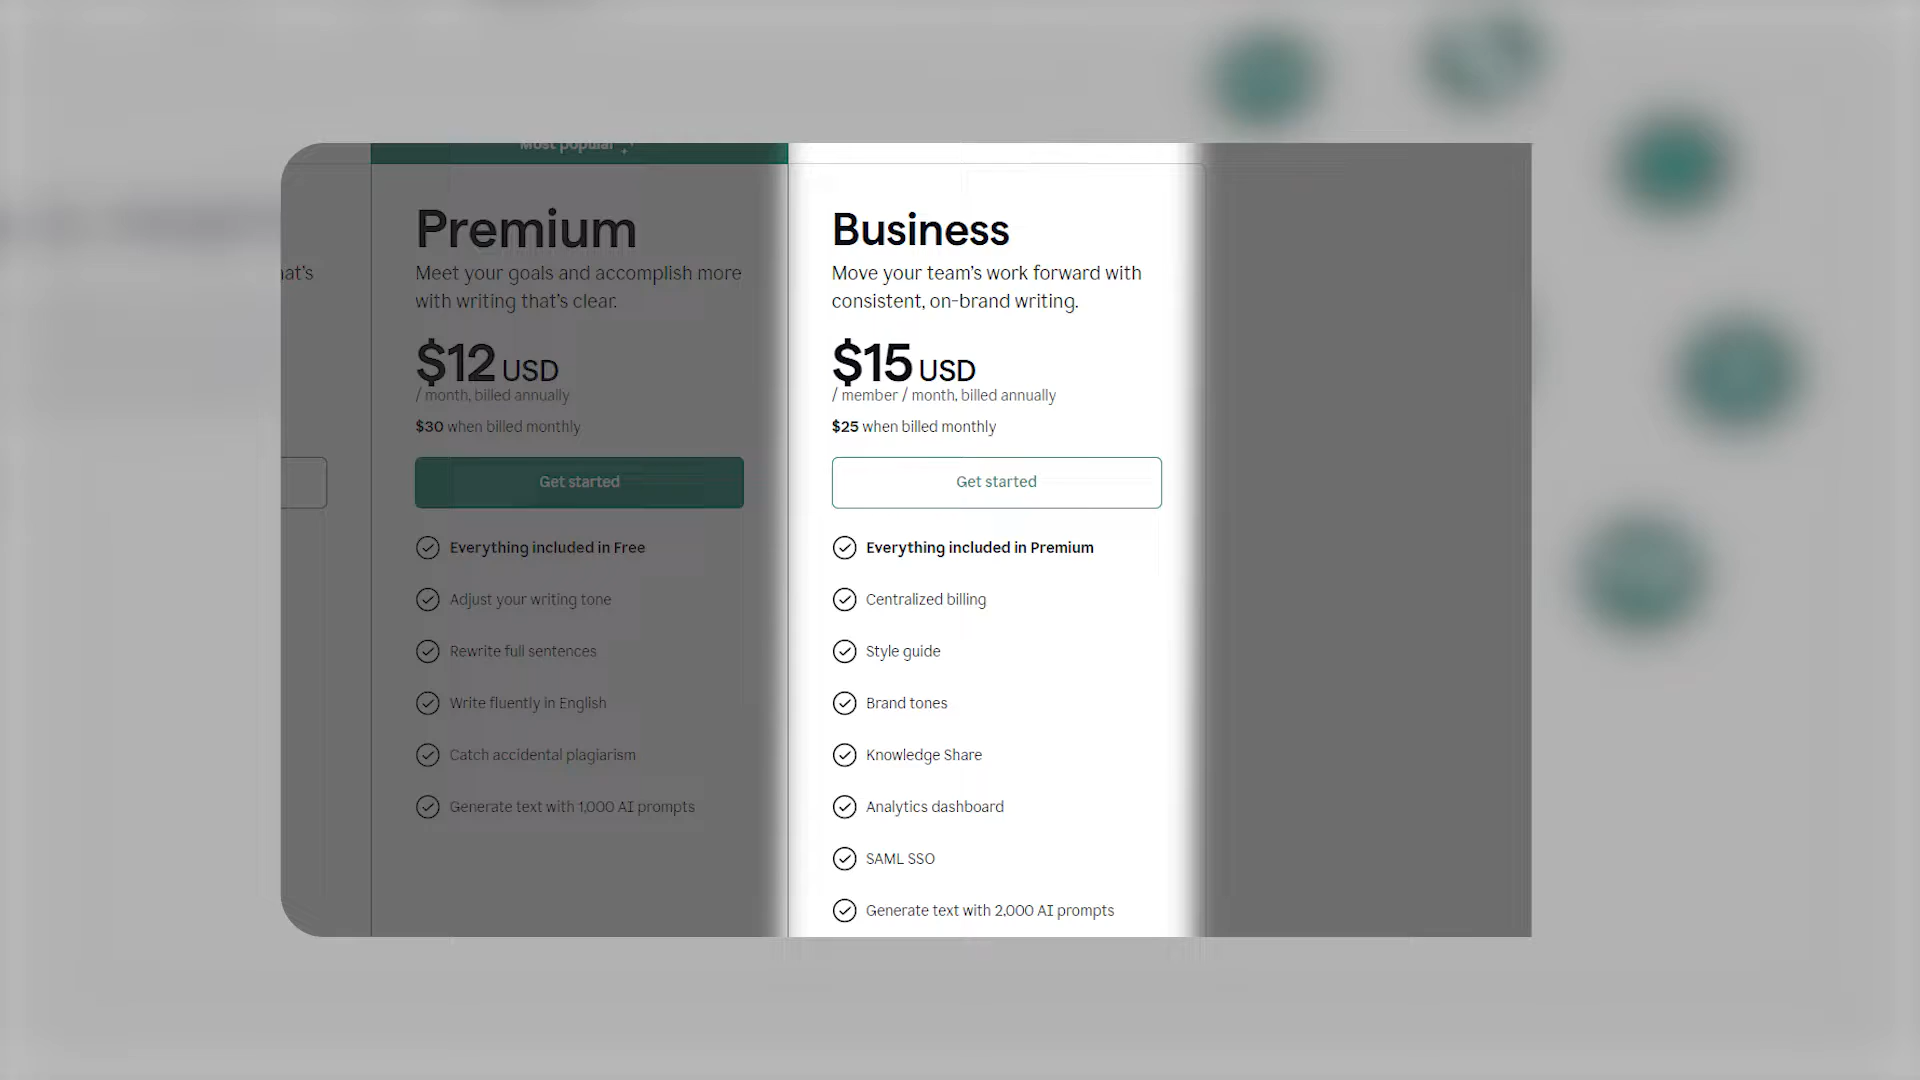 Most popular
hat's
Premium
Meet your goals and accomplish more
with writing that's clear.
$12 USD
/ month, billed annually
$30 when billed monthly
Get started
Everything included in Free
Adjust your writing tone
Rewrite full sentences
Write fluently in English
Catch accidental plagiarism
Generate text with 1,000 AI prompts
Business
Move your team's work forward with
consistent, on-brand writing.
$15 USD
/ member / month, billed annually
$25 when billed monthly
Get started
Everything included in Premium
Centralized billing
Style guide
Brand tones
Knowledge Share
Analytics dashboard
SAML SSO
Generate text with 2,000 AI prompts